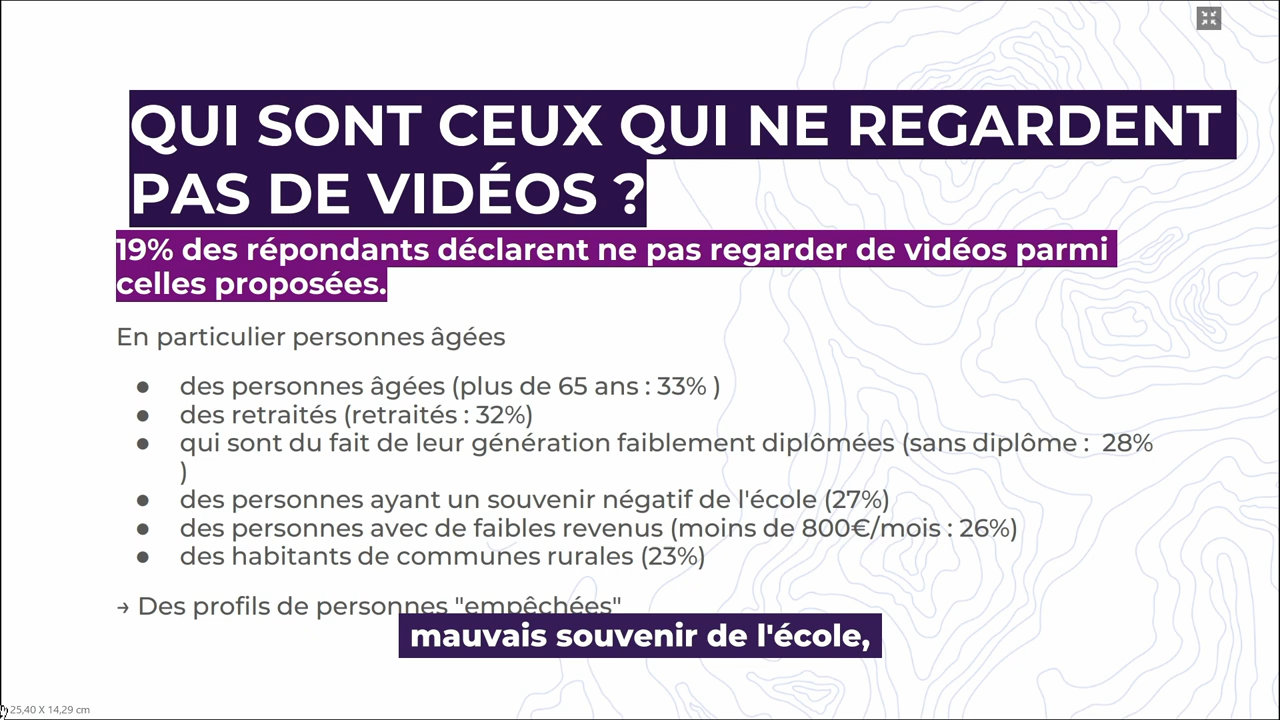 QUI SONT CEUX QUI NE REGARDENT
PAS DE VIDÉOS ?
19% des répondants déclarent ne pas regarder de vidéos parmi
celles proposées.
En particulier personnes âgées
● des personnes âgées (plus de 65 ans : 33% )
● des retraités (retraités : 32%)
● qui sont du fait de leur génération faiblement diplômées (sans diplôme :  28%
)
● des personnes ayant un souvenir négatif de l'école (27%)
● des personnes avec de faibles revenus (moins de 800€/mois : 26%)
● des habitants de communes rurales (23%)
→ Des profils de personnes "empêchées"
mauvais souvenir de l'école,
25,40 X 14,29 cm